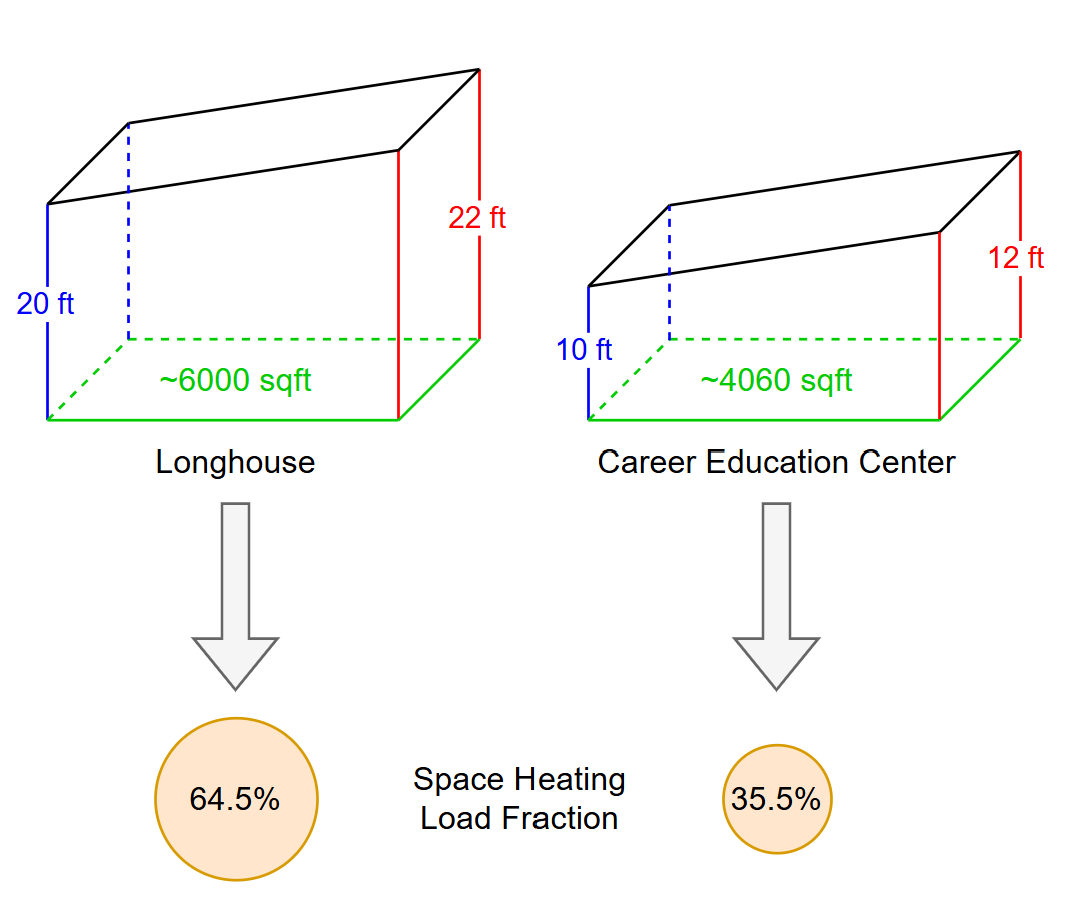 22 ft
12 ft
20 ft
10 ft
~6000 sqft
~4060 sqft
Longhouse
Career Education Center
64.5%
Space Heating
Load Fraction
35.5%